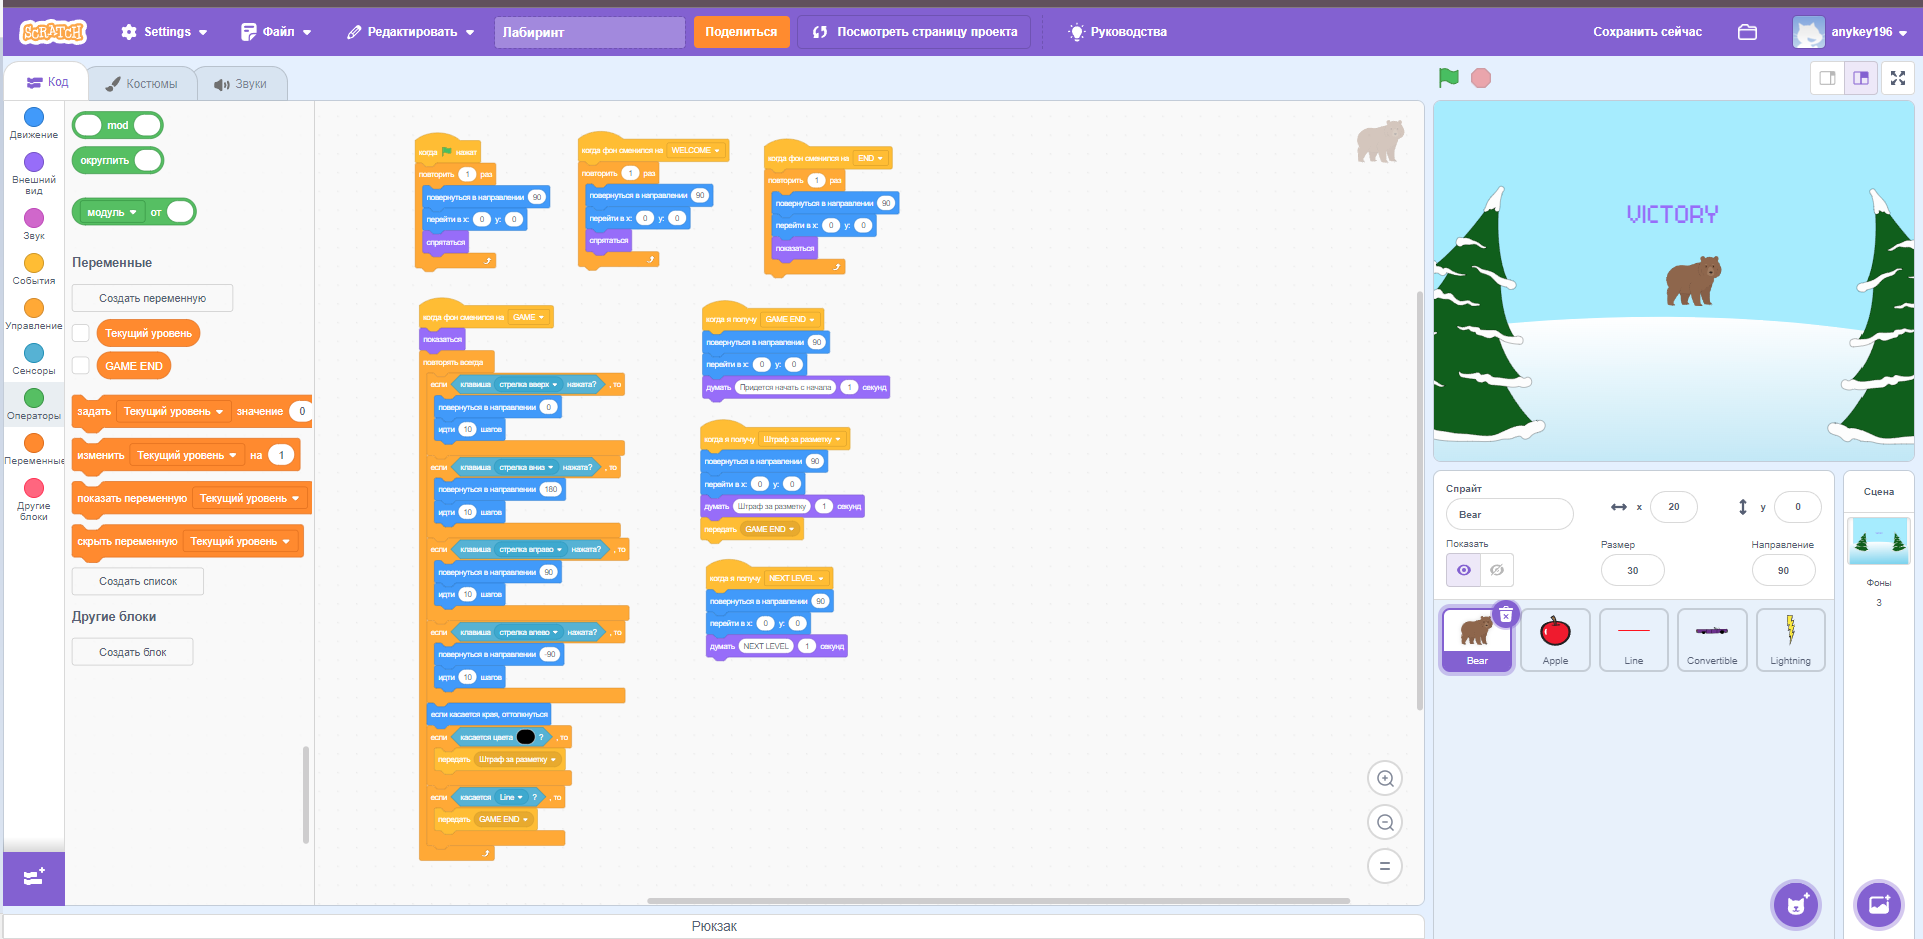 SCRATCH
Settings
Файл
Редактировать
Лабиринт
Поделиться
Посмотреть страницу проекта
Руководства
Сохранить сейчас
anykey196
Код
Костюмы
Звуки
Движение
Внешний вид
Звук
События
Управление
Сенсоры
Операторы
Переменные
Другие блоки
mod
округлить
модуль от
Переменные
Создать переменную
Текущий уровень
GAME END
задать Текущий уровень значение 0
изменить Текущий уровень на 1
показать переменную Текущий уровень
скрыть переменную Текущий уровень
Создать список
Другие блоки
Создать блок
когда нажат
повторить 1 раз
повернуться в направлении 90
перейти в x: 0 y: 0
спрятаться
когда фон сменился на WELCOME
повторить 1 раз
повернуться в направлении 90
перейти в x: 0 y: 0
спрятаться
когда фон сменился на END
повторить 1 раз
повернуться в направлении 90
перейти в x: 0 y: 0
показаться
когда фон сменился на GAME
показаться
повторять всегда
если клавиша стрелка вверх нажата? , то
повернуться в направлении 0
идти 10 шагов
если клавиша стрелка вниз нажата? , то
повернуться в направлении 180
идти 10 шагов
если клавиша стрелка вправо нажата? , то
повернуться в направлении 90
идти 10 шагов
если клавиша стрелка влево нажата? , то
повернуться в направлении -90
идти 10 шагов
если касается края, оттолкнуться
если касается цвета ? , то
передать Штраф за разметку
если касается Line ? , то
передать GAME END
когда я получу GAME END
повернуться в направлении 90
перейти в x: 0 y: 0
думать Придется начать с начала 1 секунд
когда я получу Штраф за разметку
повернуться в направлении 90
перейти в x: 0 y: 0
думать Штраф за разметку 1 секунд
передать GAME END
когда я получу NEXT LEVEL
повернуться в направлении 90
перейти в x: 0 y: 0
думать NEXT LEVEL 1 секунд
Рюкзак
VICTORY
Спрайт
Bear
x 20
y 0
Показать
Размер
30
Направление
90
Bear
Apple
Line
Convertible
Lightning
Сцена
Фоны
3